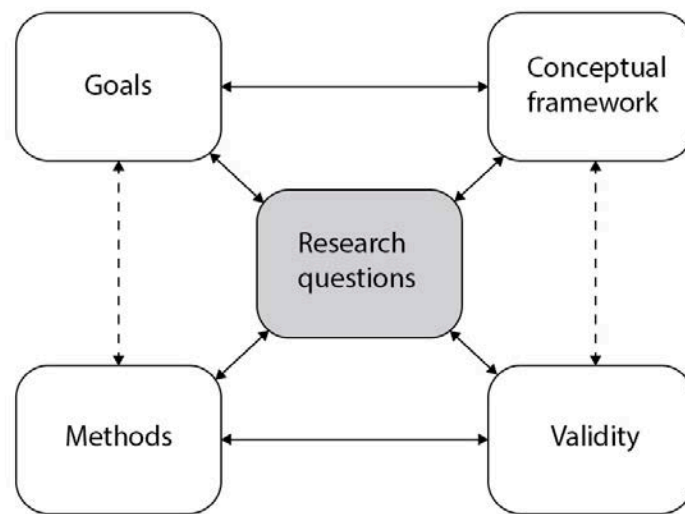 Goals
Conceptual
framework
Research
questions
Methods
Validity